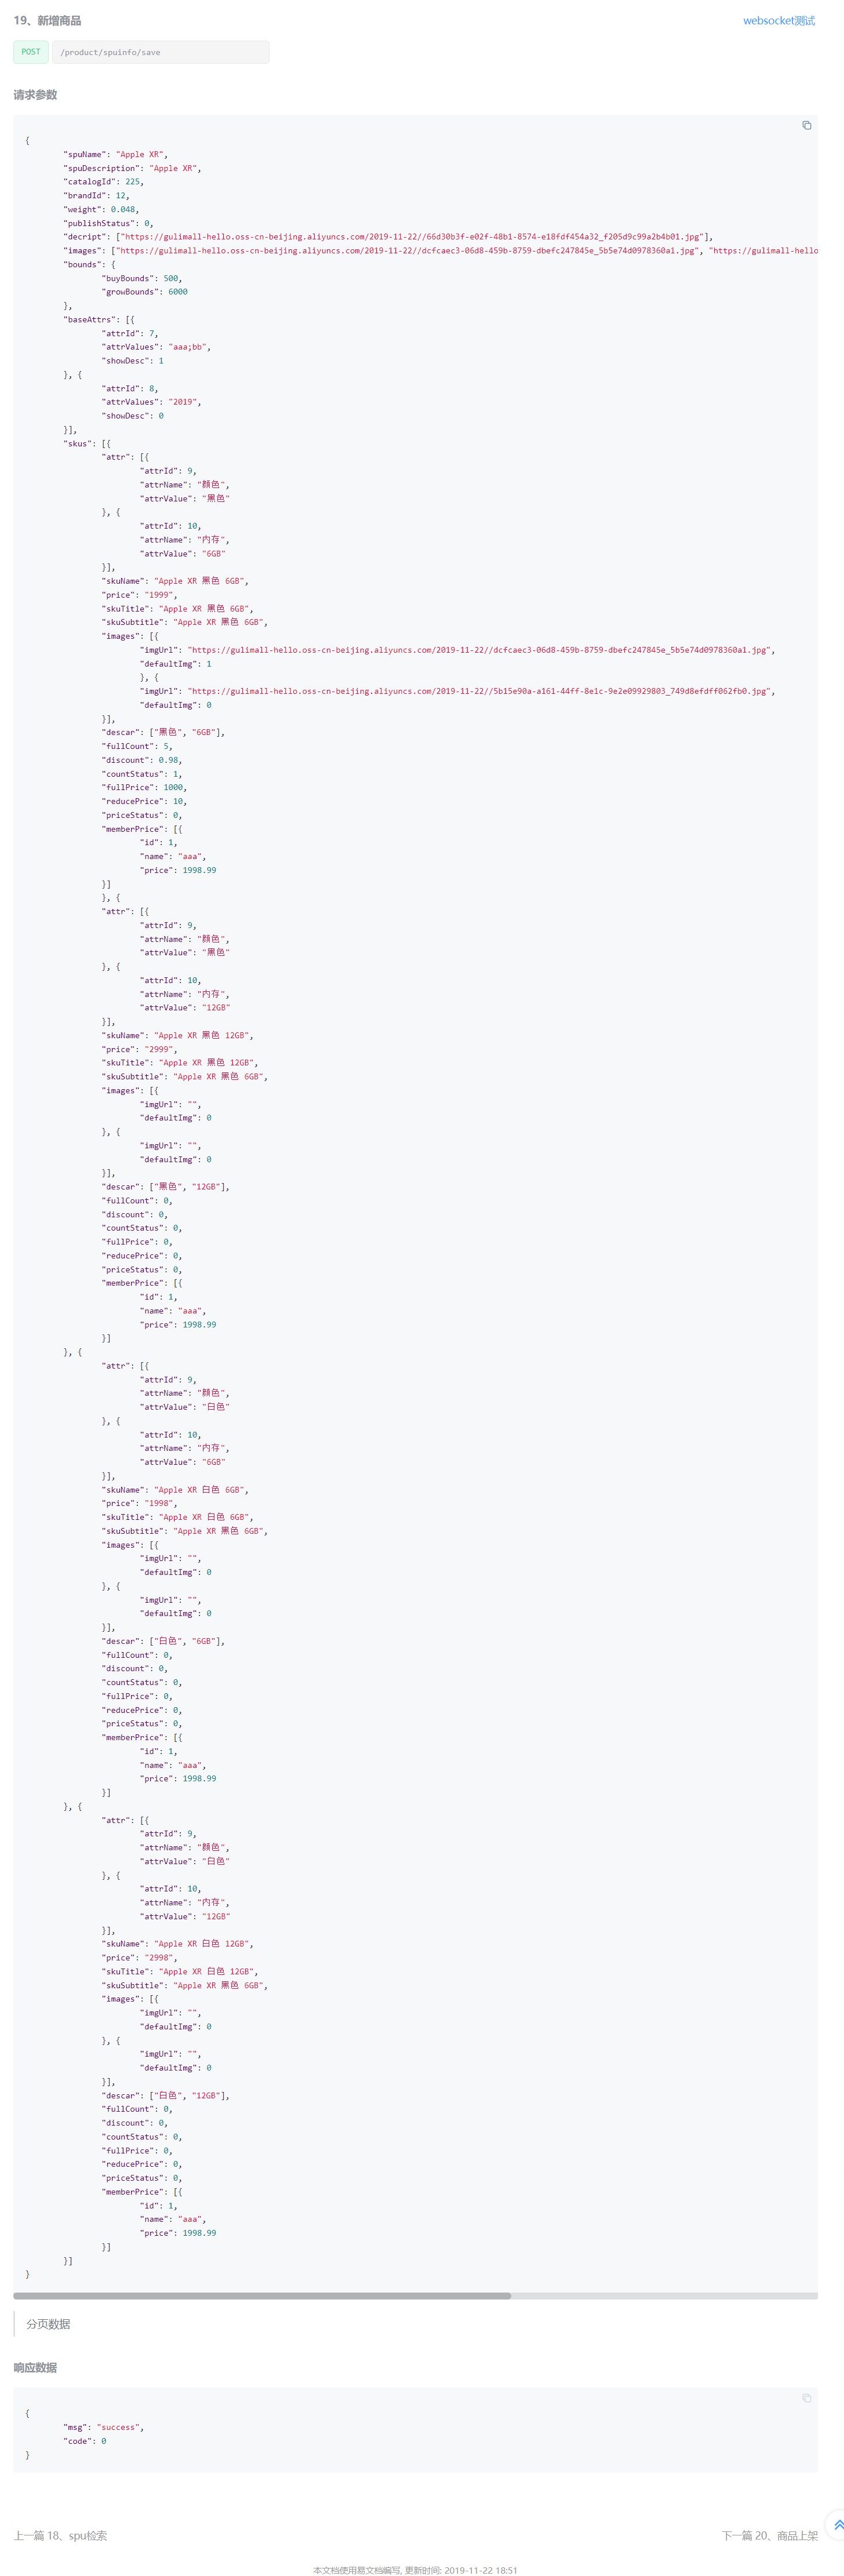 19、新增商品
websocket测试
POST /product/spuinfo/save
请求参数
{
"spuName": "Apple XR",
"spuDescription": "Apple XR",
"catalogId": 225,
"brandId": 12,
"weight": 0.048,
"publishStatus": 0,
"decript": ["https://gulimall-hello.oss-cn-beijing.aliyuncs.com/2019-11-22//66d30b3f-e02f-48b1-8574-e18fdf454a32_f205d9c99a2b4b01.jpg"],
"images": ["https://gulimall-hello.oss-cn-beijing.aliyuncs.com/2019-11-22//dcfcaec3-06d8-459b-8759-dbefc247845e_5b5e74d0978360a1.jpg", "https://gulimall-hello
"bounds": {
"buyBounds": 500,
"growBounds": 6000
},
"baseAttrs": [{
"attrId": 7,
"attrValues": "aaa;bb",
"showDesc": 1
}, {
"attrId": 8,
"attrValues": "2019",
"showDesc": 0
}],
"skus": [{
"attr": [{
"attrId": 9,
"attrName": "颜色",
"attrValue": "黑色"
}, {
"attrId": 10,
"attrName": "内存",
"attrValue": "6GB"
}],
"skuName": "Apple XR 黑色 6GB",
"price": "1999",
"skuTitle": "Apple XR 黑色 6GB",
"skuSubtitle": "Apple XR 黑色 6GB",
"images": [{
"imgUrl": "https://gulimall-hello.oss-cn-beijing.aliyuncs.com/2019-11-22//dcfcaec3-06d8-459b-8759-dbefc247845e_5b5e74d0978360a1.jpg",
"defaultImg": 1
}, {
"imgUrl": "https://gulimall-hello.oss-cn-beijing.aliyuncs.com/2019-11-22//5b15e90a-a161-44ff-8e1c-9e2e09929803_749d8efdff062fb0.jpg",
"defaultImg": 0
}],
"descar": ["黑色", "6GB"],
"fullCount": 5,
"discount": 0.98,
"countStatus": 1,
"fullPrice": 1000,
"reducePrice": 10,
"priceStatus": 0,
"memberPrice": [{
"id": 1,
"name": "aaa",
"price": 1998.99
}]
}, {
"attr": [{
"attrId": 9,
"attrName": "颜色",
"attrValue": "黑色"
}, {
"attrId": 10,
"attrName": "内存",
"attrValue": "12GB"
}],
"skuName": "Apple XR 黑色 12GB",
"price": "2999",
"skuTitle": "Apple XR 黑色 12GB",
"skuSubtitle": "Apple XR 黑色 6GB",
"images": [{
"imgUrl": "",
"defaultImg": 0
}, {
"imgUrl": "",
"defaultImg": 0
}],
"descar": ["黑色", "12GB"],
"fullCount": 0,
"discount": 0,
"countStatus": 0,
"fullPrice": 0,
"reducePrice": 0,
"priceStatus": 0,
"memberPrice": [{
"id": 1,
"name": "aaa",
"price": 1998.99
}]
}, {
"attr": [{
"attrId": 9,
"attrName": "颜色",
"attrValue": "白色"
}, {
"attrId": 10,
"attrName": "内存",
"attrValue": "6GB"
}],
"skuName": "Apple XR 白色 6GB",
"price": "1998",
"skuTitle": "Apple XR 白色 6GB",
"skuSubtitle": "Apple XR 黑色 6GB",
"images": [{
"imgUrl": "",
"defaultImg": 0
}, {
"imgUrl": "",
"defaultImg": 0
}],
"descar": ["白色", "6GB"],
"fullCount": 0,
"discount": 0,
"countStatus": 0,
"fullPrice": 0,
"reducePrice": 0,
"priceStatus": 0,
"memberPrice": [{
"id": 1,
"name": "aaa",
"price": 1998.99
}]
}, {
"attr": [{
"attrId": 9,
"attrName": "颜色",
"attrValue": "白色"
}, {
"attrId": 10,
"attrName": "内存",
"attrValue": "12GB"
}],
"skuName": "Apple XR 白色 12GB",
"price": "2998",
"skuTitle": "Apple XR 白色 12GB",
"skuSubtitle": "Apple XR 黑色 6GB",
"images": [{
"imgUrl": "",
"defaultImg": 0
}, {
"imgUrl": "",
"defaultImg": 0
}],
"descar": ["白色", "12GB"],
"fullCount": 0,
"discount": 0,
"countStatus": 0,
"fullPrice": 0,
"reducePrice": 0,
"priceStatus": 0,
"memberPrice": [{
"id": 1,
"name": "aaa",
"price": 1998.99
}]
}]
}
分页数据
响应数据
{
"msg": "success",
"code": 0
}
上一篇 18、spu检索
下一篇 20、商品上架
本文档使用易文档编写, 更新时间: 2019-11-22 18:51